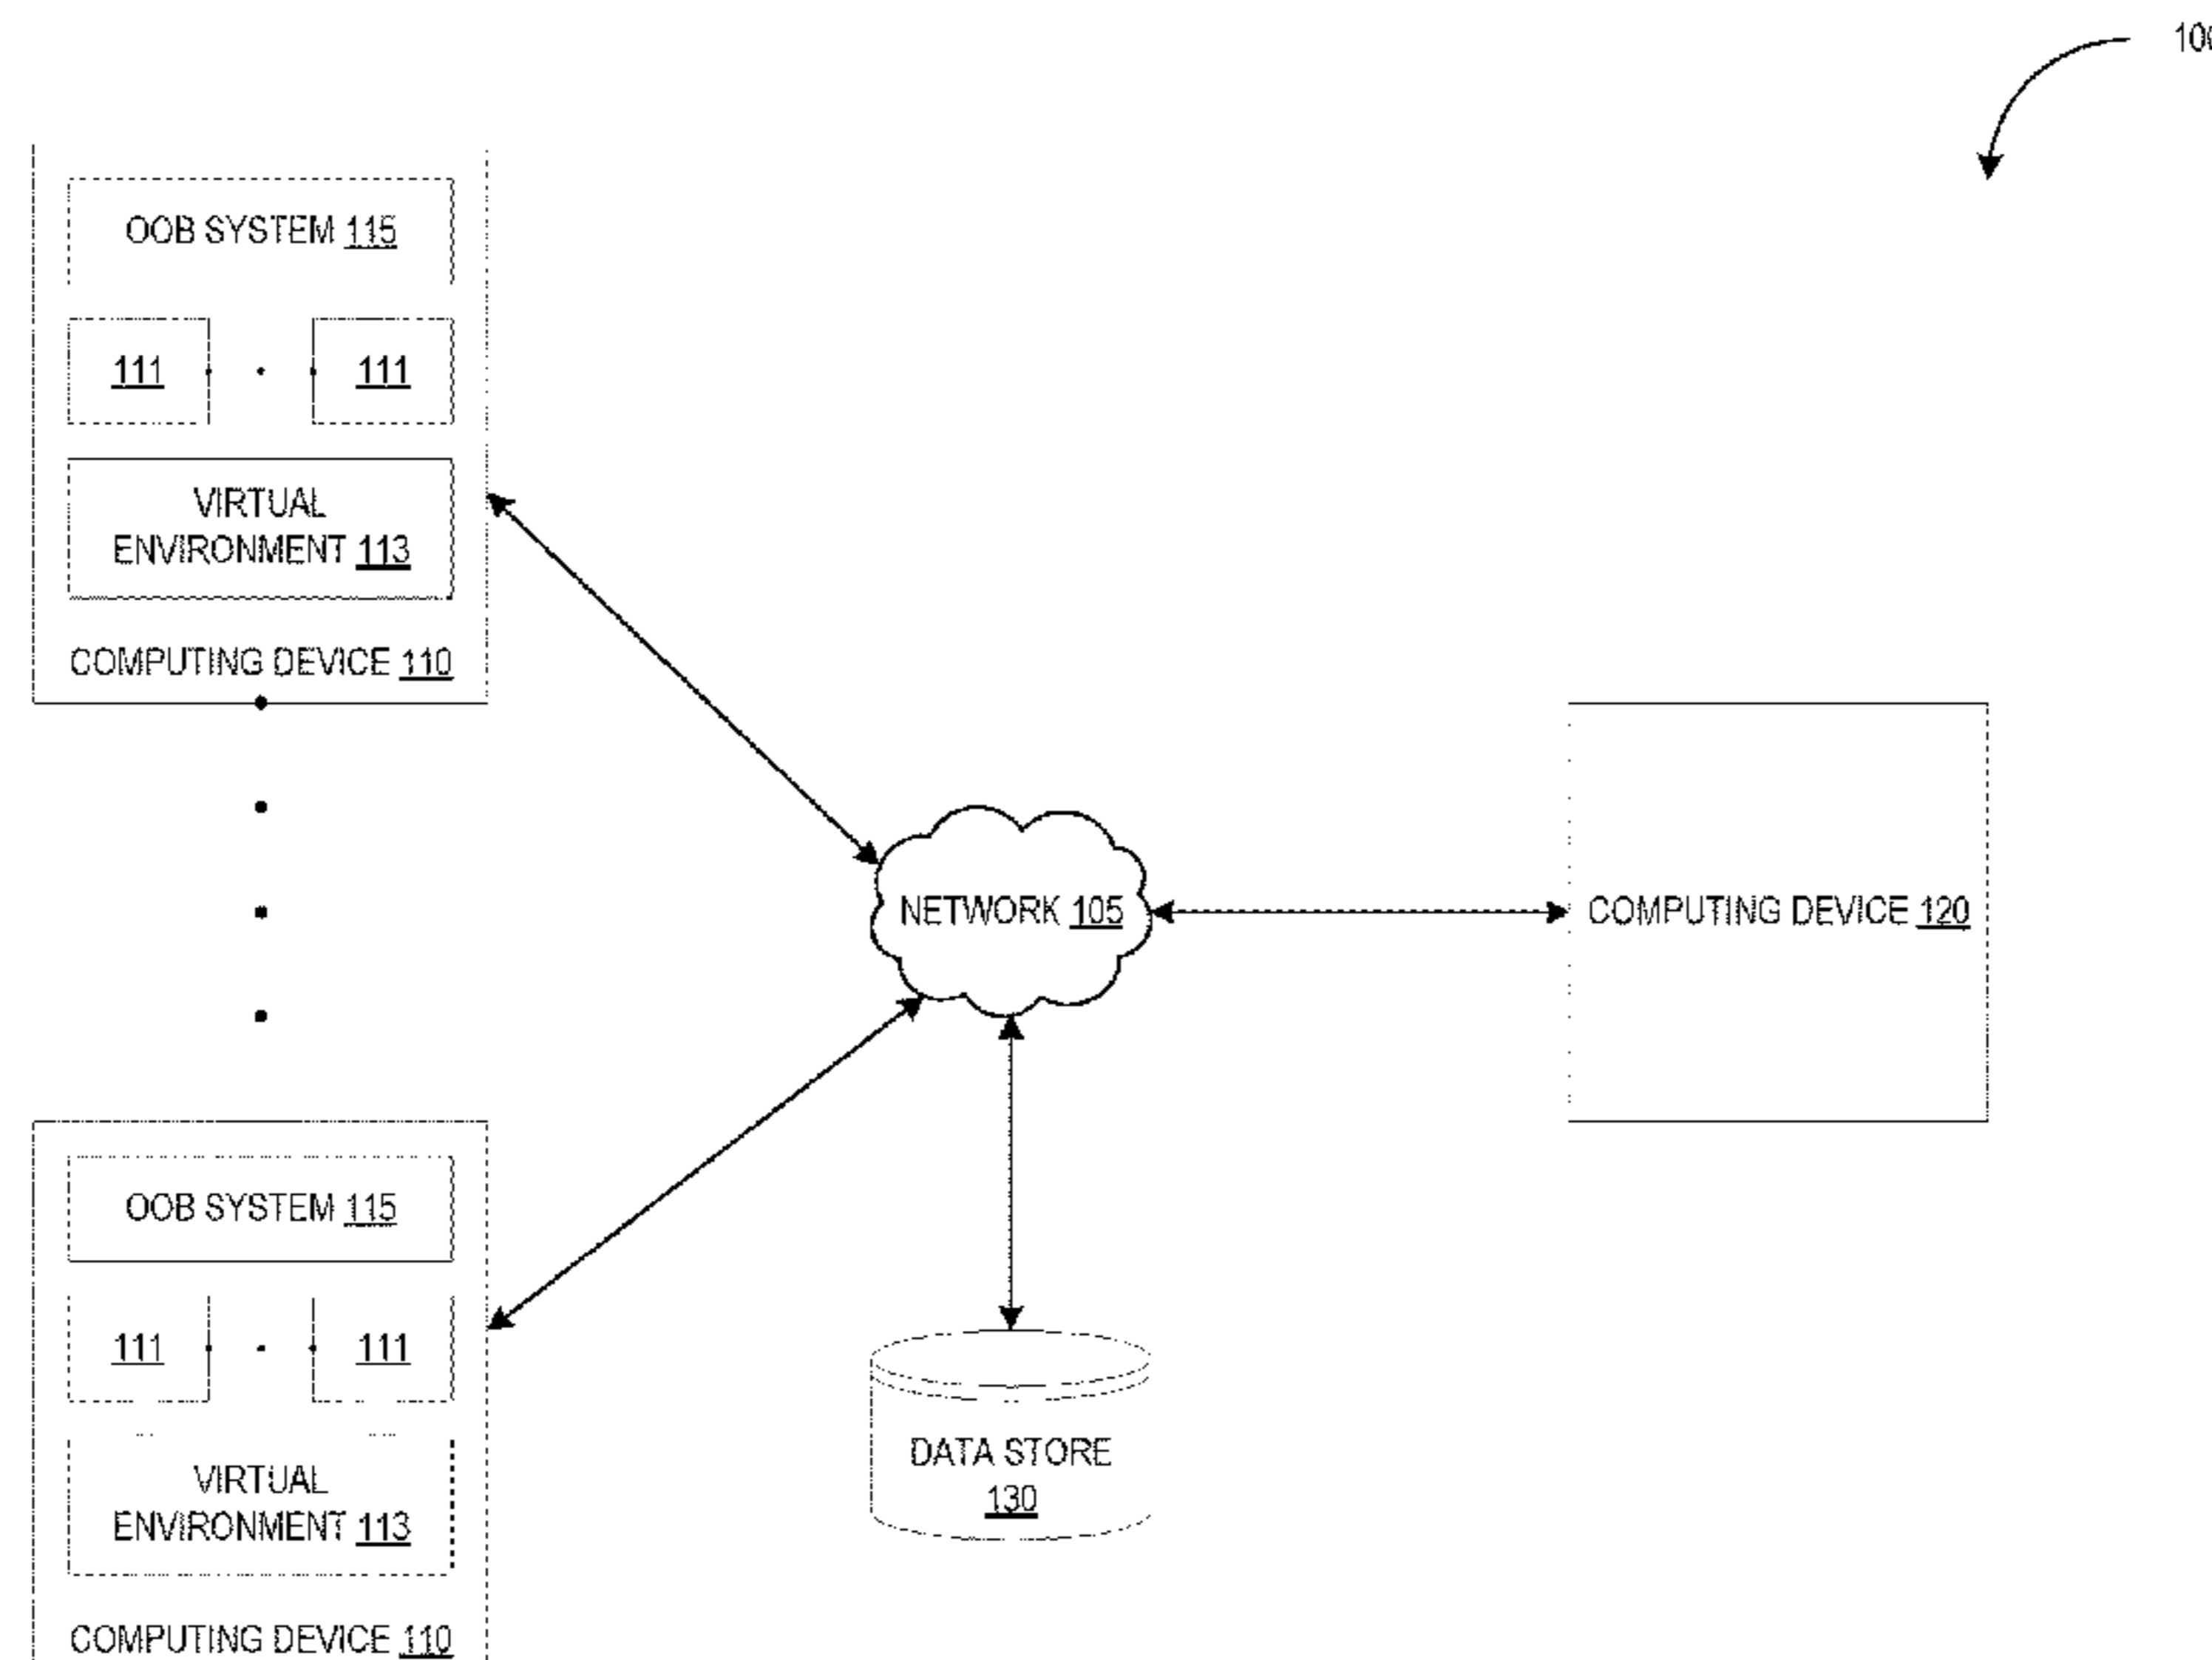 OOB SYSTEM 115
111
111
VIRTUAL
ENVIRONMENT 113
COMPUTING DEVICE 110
NETWORK 105
COMPUTING DEVICE 120
OOB SYSTEM 115
111
111
VIRTUAL
ENVIRONMENT 113
COMPUTING DEVICE 110
DATA STORE
130